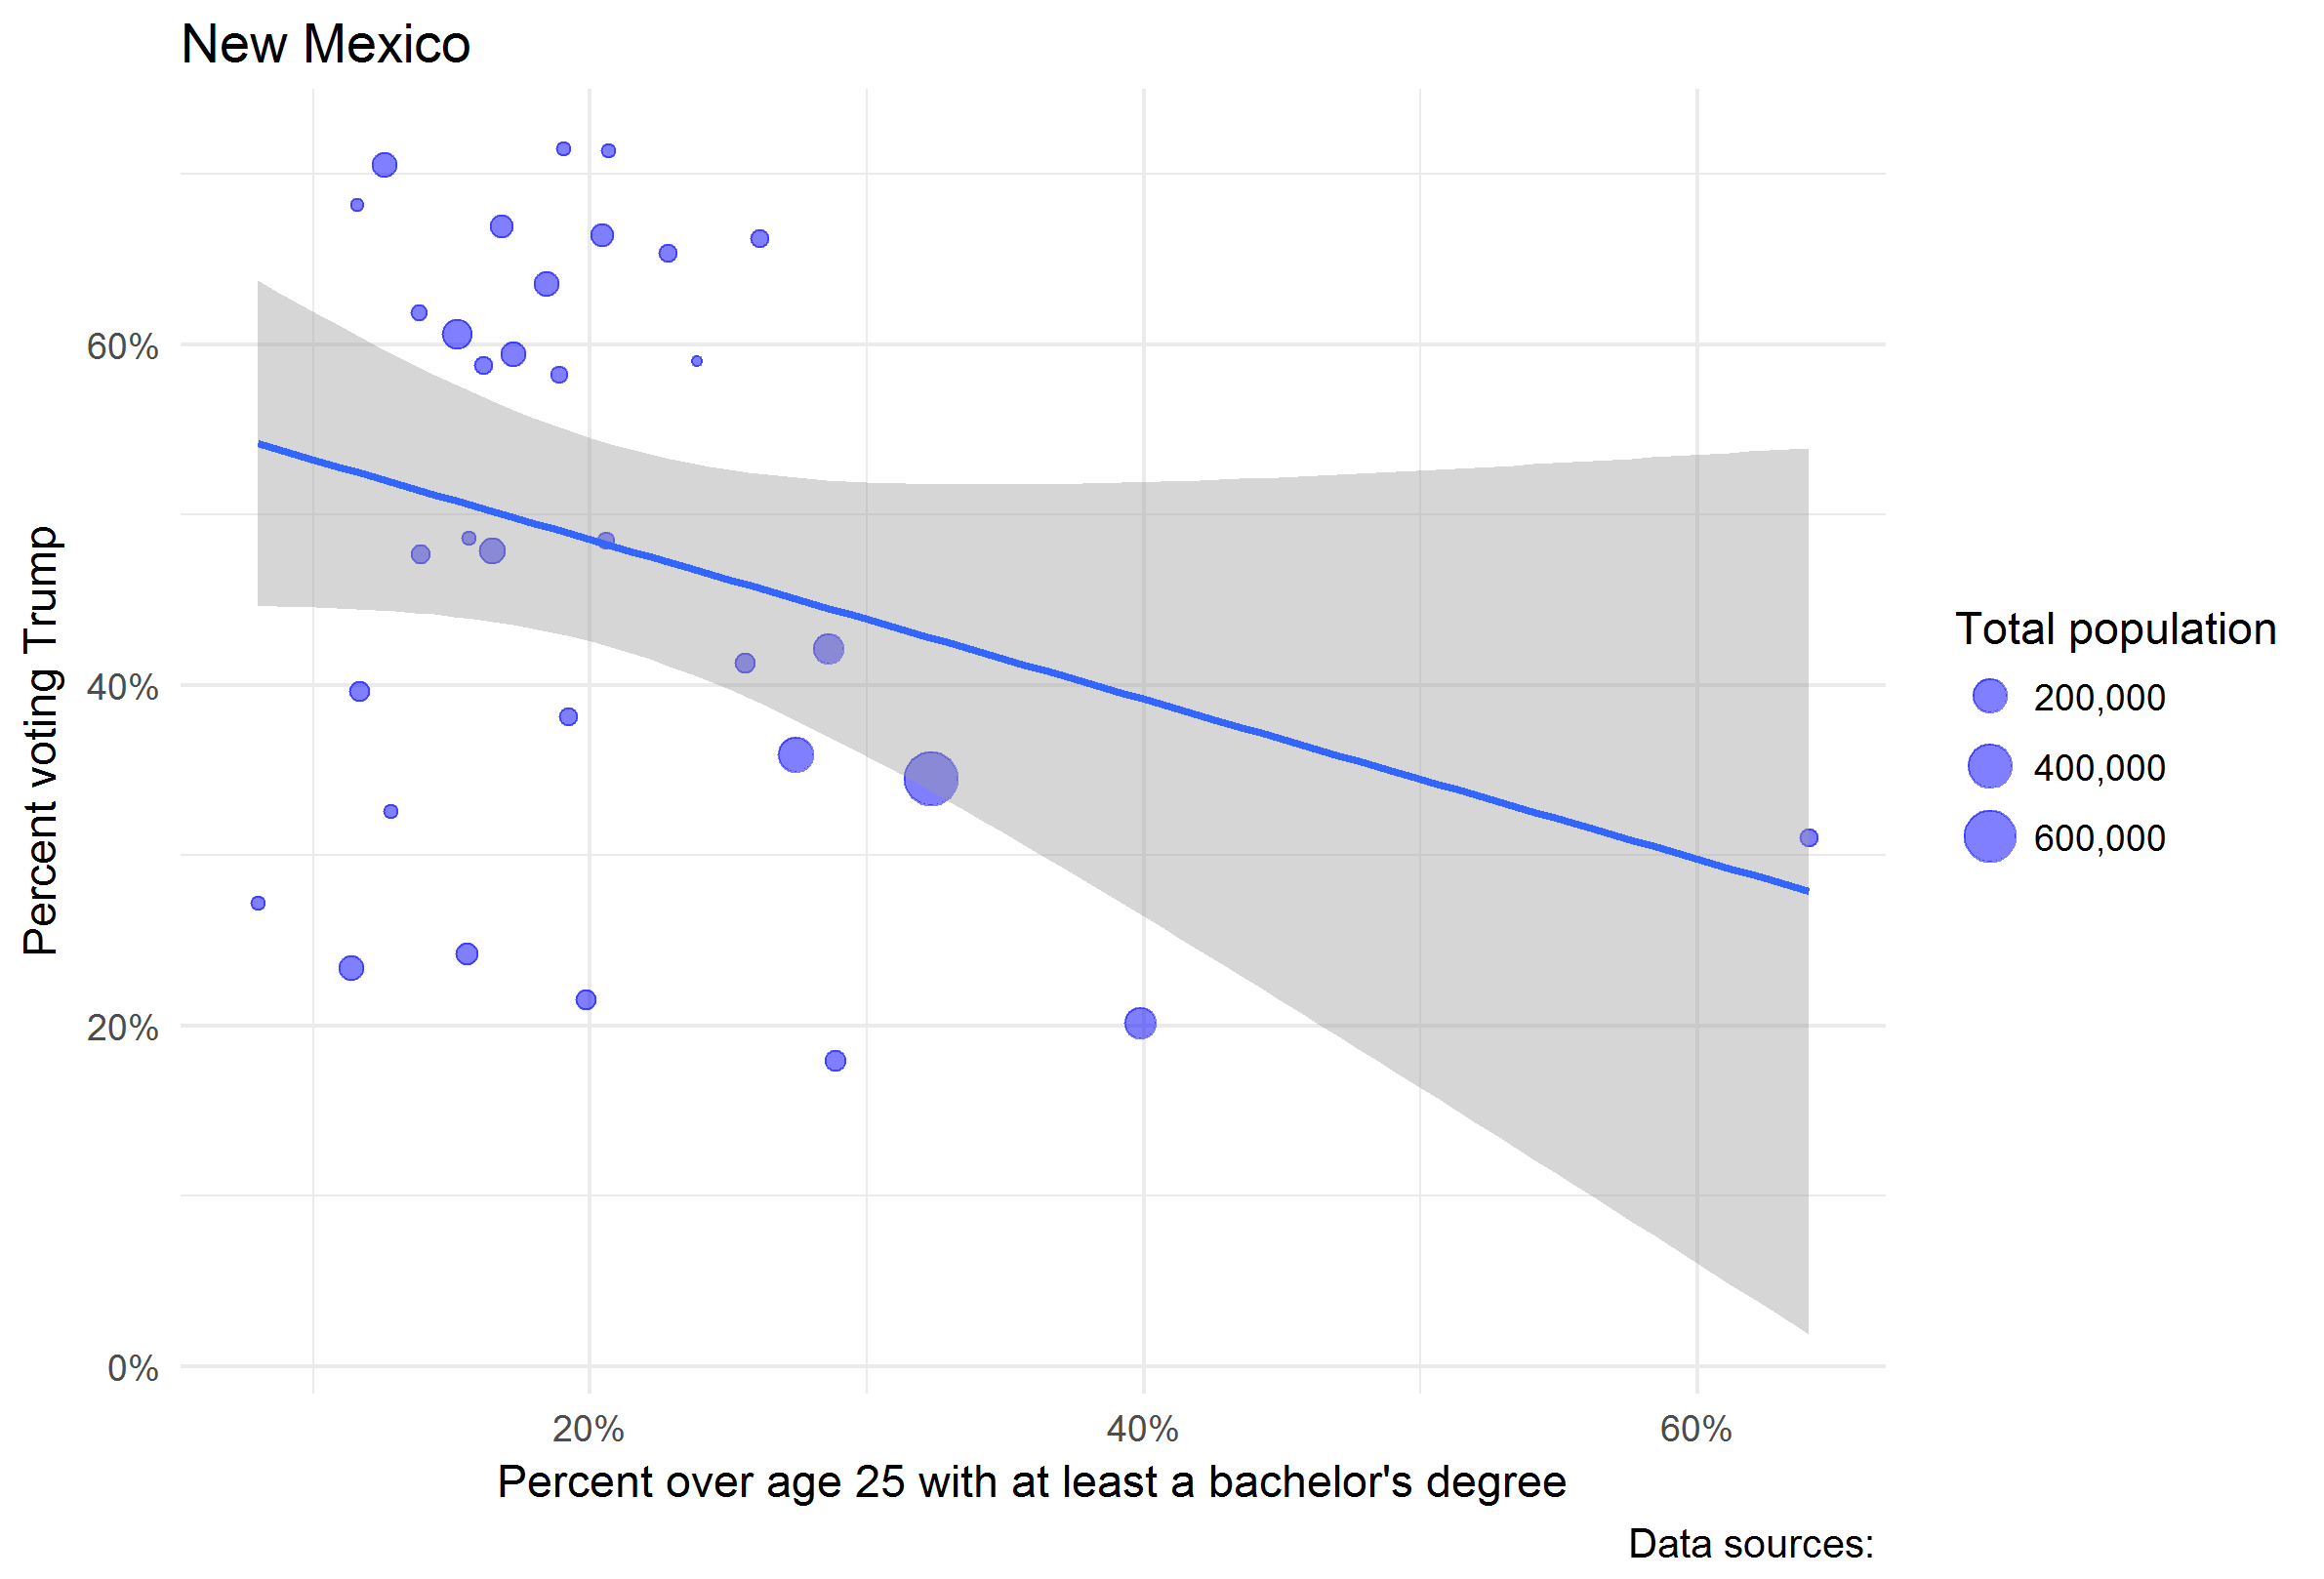 New Mexico
Percent voting Trump
60%
40%
20%
0%
20% 40% 60%
Percent over age 25 with at least a bachelor's degree
Total population
200,000
400,000
600,000
Data sources: